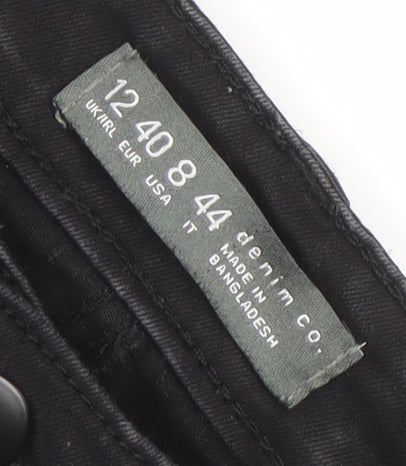 12 40 8 44
UK/IRL EUR USA IT
denim co.
MADE IN
BANGLADESH